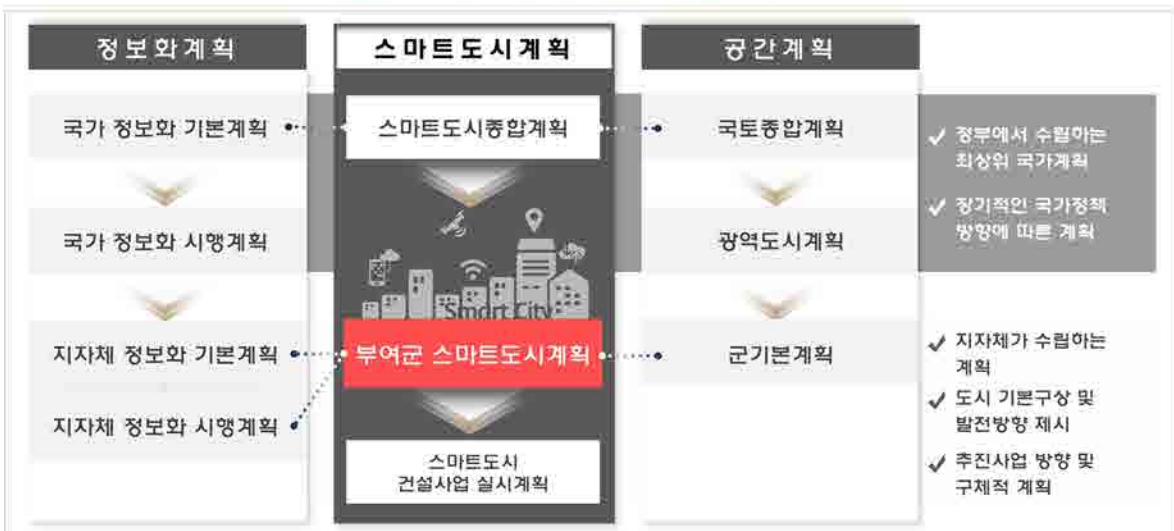 정보화계획
스마트도시계획
공간계획
국가 정보화 기본계획
스마트도시종합계획
국토종합계획
정부에서 수립하는
최상위 국가계획
장기적인 국가정책
방향에 따른 계획
국가 정보화 시행계획
광역도시계획
Smart City
지자체 정보화 기본계획
부여군 스마트도시계획
군기본계획
지자체가 수립하는
계획
도시 기본구상 및
발전방향 제시
추진사업 방향 및
구체적 계획
지자체 정보화 시행계획
스마트도시
건설사업 실시계획